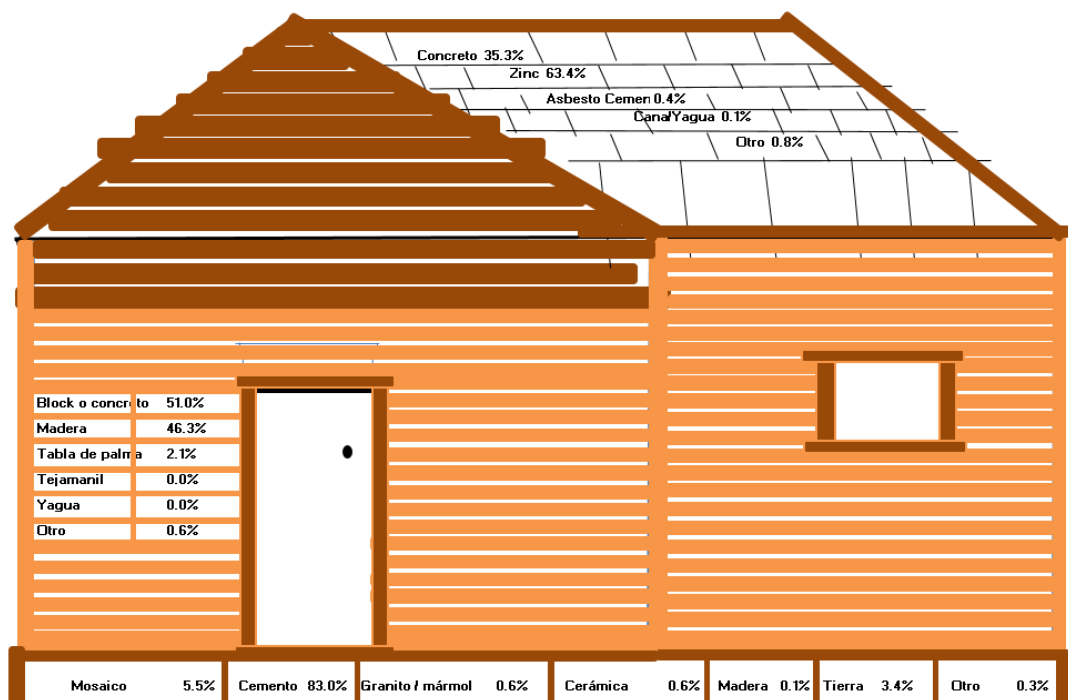 Concreto 35.3%
Zinc 63.4%
Asbesto Cemen 0.4%
Cana/Yagua 0.1%
Otro 0.8%
Block o concreto 51.0%
Madera 46.3%
Tabla de palma 2.1%
Tejamanil 0.0%
Yagua 0.0%
Otro 0.6%
Mosaico 5.5% Cemento 83.0% Granito / mármol 0.6% Cerámica 0.6% Madera 0.1% Tierra 3.4% Otro 0.3%